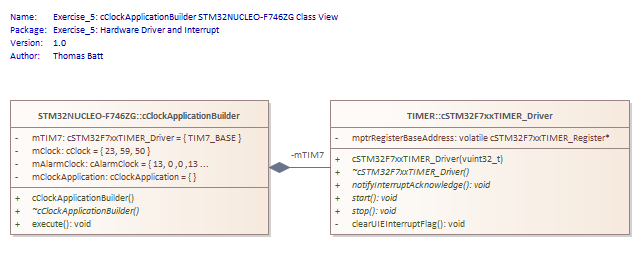 Name: Exercise_5: cClockApplicationBuilder STM32NUCLEO-F746ZG Class View
Package: Exercise_5: Hardware Driver and Interrupt
Version: 1.0
Author: Thomas Batt
STM32NUCLEO-F746ZG::cClockApplicationBuilder
- mTIM7: cSTM32F7xxTIMER_Driver = { TIM7_BASE }
- mClock: cClock = { 23, 59, 50 }
- mAlarmClock: cAlarmClock = { 13, 0 ,0 ,13 ...
- mClockApplication: cClockApplication = { }
+ cClockApplicationBuilder()
+ ~cClockApplicationBuilder()
+ execute(): void
-mTIM7
TIMER::cSTM32F7xxTIMER_Driver
- mptrRegisterBaseAddress: volatile cSTM32F7xxTIMER_Register*
+ cSTM32F7xxTIMER_Driver(vuint32_t)
+ ~cSTM32F7xxTIMER_Driver()
+ notifyInterruptAcknowledge(): void
+ start(): void
+ stop(): void
- clearUIEInterruptFlag(): void